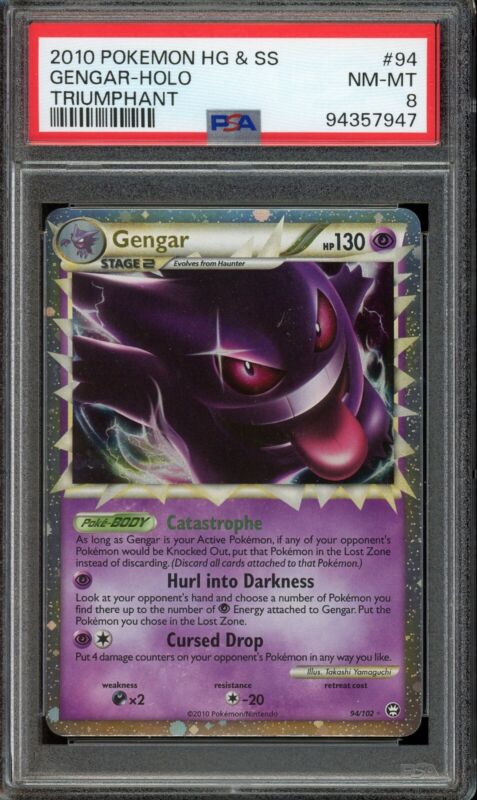 2010 POKEMON HG & SS #94
GENGAR-HOLO NM-MT
TRIUMPHANT 8
PSA 94357947
Gengar HP130
STAGE 2 Evolves from Haunter
Poké-BODY Catastrophe
As long as Gengar is your Active Pokémon, if any of your opponent's
Pokémon would be Knocked Out, put that Pokémon in the Lost Zone
instead of discarding. (Discard all cards attached to that Pokémon.)
Hurl into Darkness
Look at your opponent's hand and choose a number of Pokémon you
find there up to the number of Energy attached to Gengar. Put the
Pokémon you chose in the Lost Zone.
Cursed Drop
Put 4 damage counters on your opponent's Pokémon in any way you like.
Illus. Takashi Yamaguchi
weakness resistance retreat cost
×2 -20
©2010 Pokémon/Nintendo 94/102
PSA